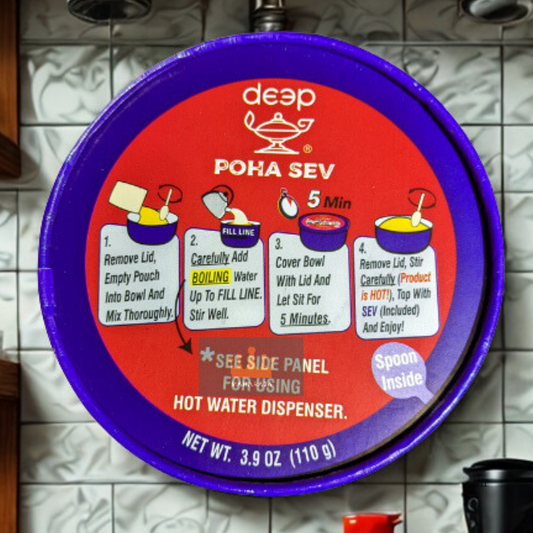 deep
®
POHA SEV
5 Min
FILL LINE
1.
Remove Lid,
Empty Pouch
Into Bowl And
Mix Thoroughly.
2.
Carefully Add
BOILING Water
Up To FILL LINE.
Stir Well.
3.
Cover Bowl
With Lid And
Let Sit For
5 Minutes.
4.
Remove Lid, Stir
Carefully (Product
is HOT!), Top With
SEV (Included)
And Enjoy!
*SEE SIDE PANEL
FOR USING
HOT WATER DISPENSER.
Spoon
Inside
NET WT. 3.9 OZ (110 g)